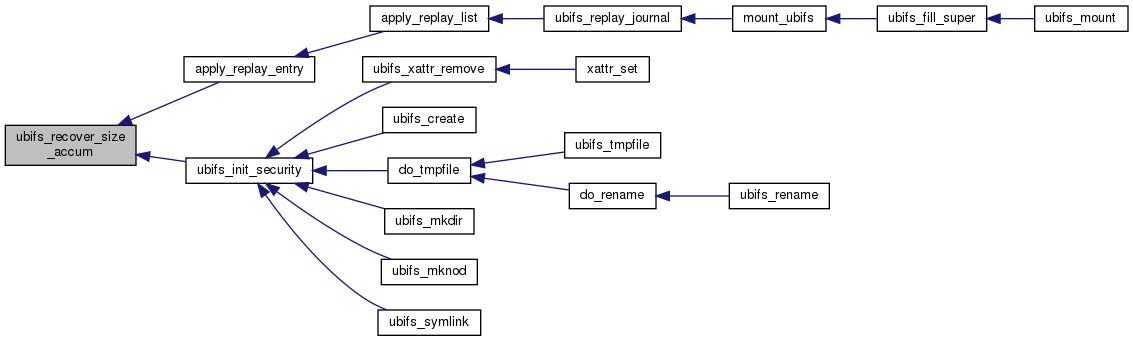 apply_replay_list
ubifs_replay_journal
mount_ubifs
ubifs_fill_super
ubifs_mount
apply_replay_entry
ubifs_xattr_remove
xattr_set
ubifs_create
ubifs_recover_size
_accum
ubifs_tmpfile
ubifs_init_security
do_tmpfile
do_rename
ubifs_rename
ubifs_mkdir
ubifs_mknod
ubifs_symlink